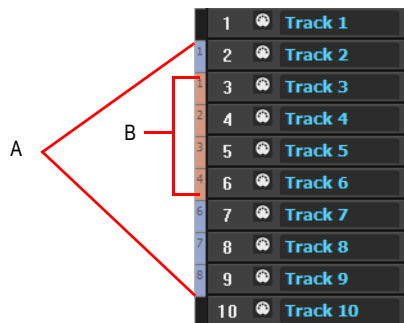 1 Track 1
1 2 Track 2
1 3 Track 3
2 4 Track 4
3 5 Track 5
4 6 Track 6
6 7 Track 7
7 8 Track 8
8 9 Track 9
10 Track 10
A
B